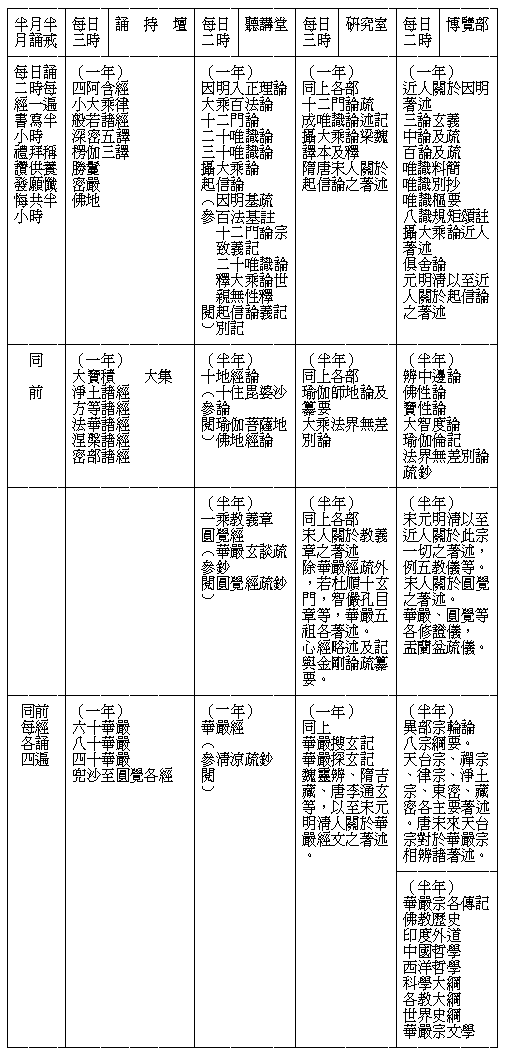 半月半月誦戒
每日三時
誦持壇
每日二時
聽講堂
每日三時
研究室
每日二時
博覽部
每日誦
二時每
經一遍
書寫半
小時
禮拜稱
讚供養
發願懺
悔共半
小時
（一年）
四阿含經
小大乘律
般若諸經
深密五譯
楞伽三譯
勝鬘
密嚴
佛地
（一年）
因明入正理論
大乘百法論
十二門論
二十唯識論
三十唯識論
攝大乘論
起信論
（因明基疏
參百法基註
十二門論宗
致義記
二十唯識論
釋大乘論世
親無性釋
閱起信論義記
）別記
（一年）
同上各部
十二門論疏
成唯識論述記
攝大乘論梁魏
譯本及釋
隋唐宋人關於
起信論之著述
（一年）
近人關於因明
著述
三論玄義
中論及疏
百論及疏
唯識料簡
唯識別抄
唯識樞要
八識規矩頌註
攝大乘論近人
著述
俱舍論
元明清以至近
人關於起信論
之著述
同
前
（一年）
大寶積　大集
淨土諸經
方等諸經
法華諸經
涅槃諸經
密部諸經
（半年）
十地經論
（十住毘婆沙
參論
閱瑜伽菩薩地
）佛地經論
（半年）
同上各部
瑜伽師地論及
纂要
大乘法界無差
別論
（半年）
辨中邊論
佛性論
寶性論
大智度論
瑜伽倫記
法界無差別論
疏鈔
（半年）
一乘教義章
圓覺經
（華嚴玄談疏
參鈔
閱圓覺經疏鈔
）
（半年）
同上各部
宋人關於教義
章之著述
除華嚴經疏外
，若杜順十玄
門，智嚴孔目
章等，華嚴五
祖各著述。
心經略述及記
與金剛論疏纂
要。
（半年）
宋元明清以至
近人關於此宗
一切之著述，
例五教儀等。
宋人關於圓覺
之著述。
華嚴、圓覺等
各修證儀，
盂蘭盆疏儀。
同前
每經
各誦
四遍
（一年）
六十華嚴
八十華嚴
四十華嚴
兜沙至圓覺各經
（一年）
華嚴經
（
參清涼疏鈔
閱
）
（一年）
同上
華嚴搜玄記
華嚴探玄記
魏靈辨、隋吉
藏、唐李通玄
等，以至宋元
明清人關於華
嚴經文之著述
。
（半年）
異部宗輪論
八宗綱要。
天台宗、禪宗
、律宗、淨土
宗、東密、藏
密各主要著述
。唐末來天台
宗對於華嚴宗
相辨諸著述。
（半年）
華嚴宗各傳記
佛教歷史
印度外道
中國哲學
西洋哲學
科學大綱
各教大綱
世界史綱
華嚴宗文學